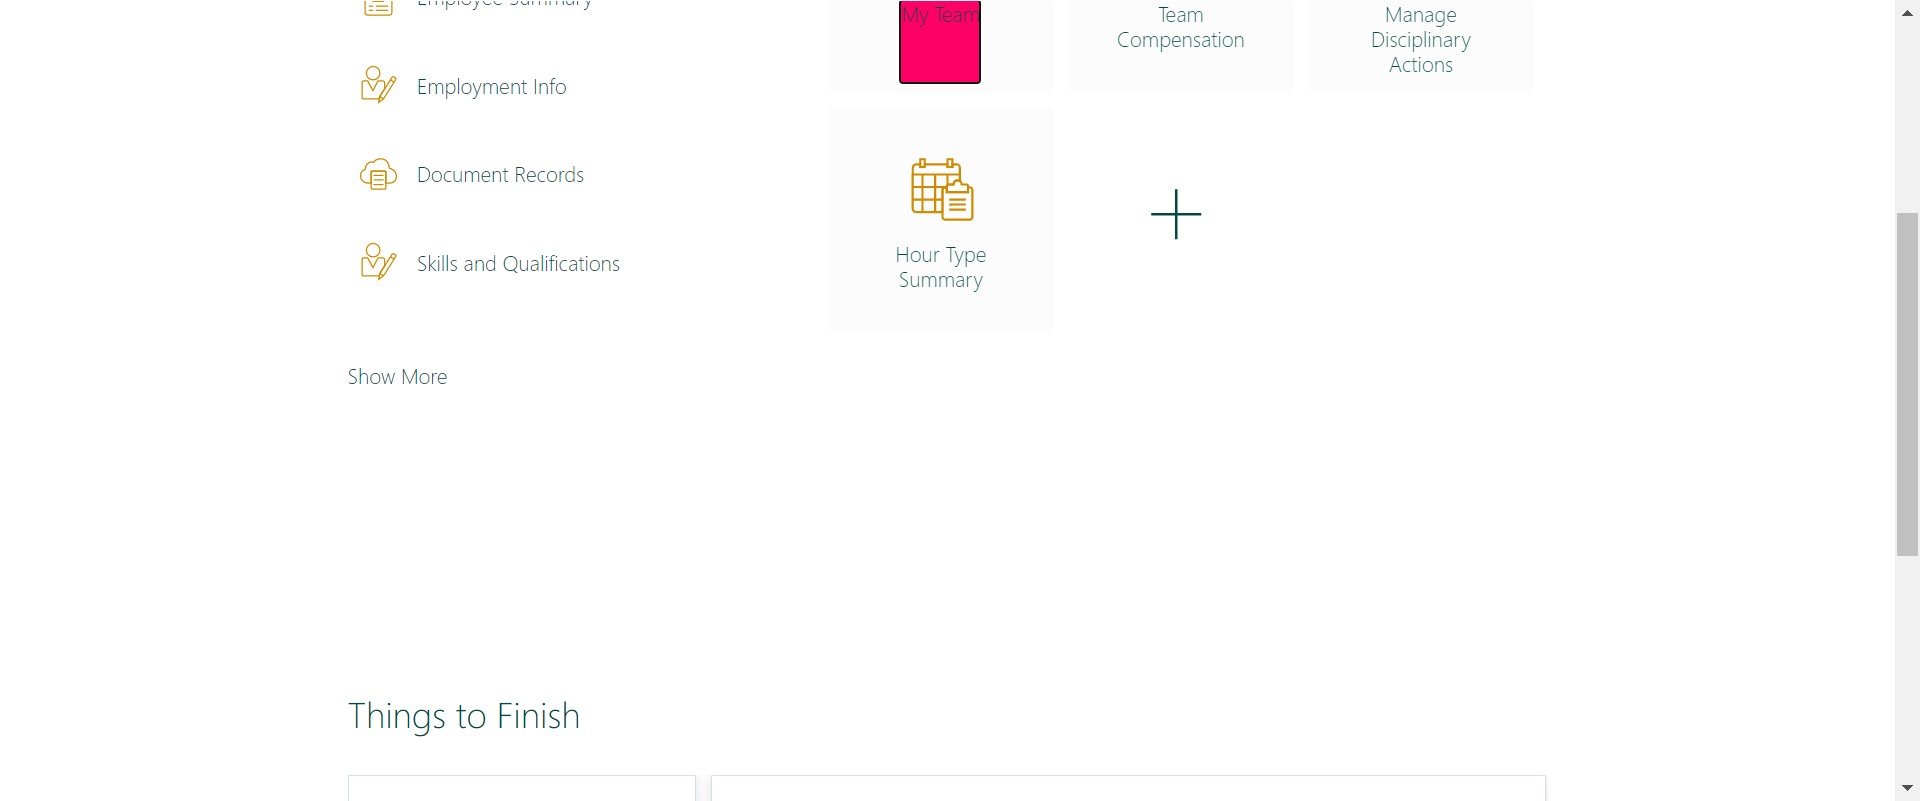 Employee Summary
Employment Info
Document Records
Skills and Qualifications
Show More
My Team
Team
Compensation
Manage
Disciplinary
Actions
Hour Type
Summary
Things to Finish